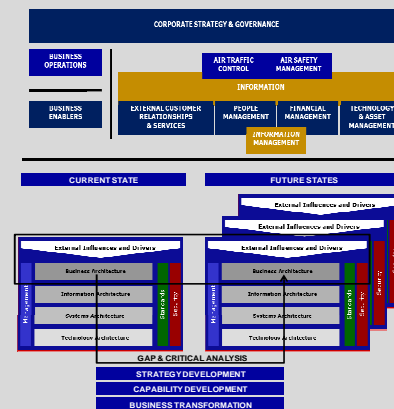 CORPORATE STRATEGY & GOVERNANCE
BUSINESS
OPERATIONS
AIR TRAFFIC
CONTROL
AIR SAFETY
MANAGEMENT
INFORMATION
BUSINESS
ENABLERS
EXTERNAL CUSTOMER
RELATIONSHIPS
& SERVICES
PEOPLE
MANAGEMENT
FINANCIAL
MANAGEMENT
TECHNOLOGY
& ASSET
MANAGEMENT
INFORMATION
MANAGEMENT
CURRENT STATE
FUTURE STATES
External Influences and Drivers
External Influences and Drivers
External Influences and Drivers
Business Architecture
Information Architecture
Systems Architecture
Technology Architecture
Management
Standards
Security
External Influences and Drivers
Business Architecture
Information Architecture
Systems Architecture
Technology Architecture
Management
Standards
Security
Security
GAP & CRITICAL ANALYSIS
STRATEGY DEVELOPMENT
CAPABILITY DEVELOPMENT
BUSINESS TRANSFORMATION